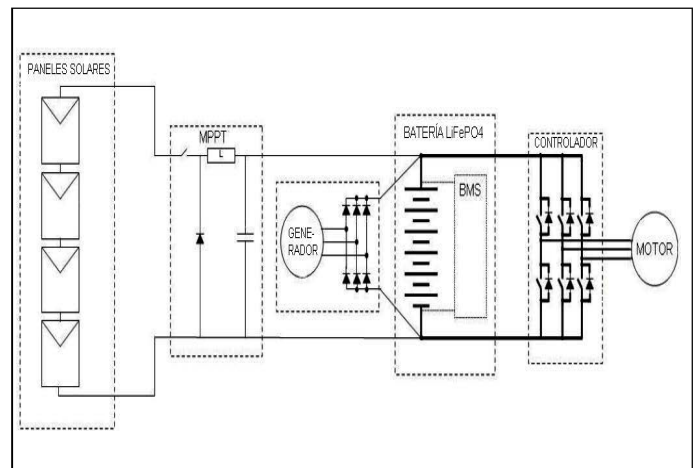 PANELES SOLARES
MPPT
L
GENE-
RADOR
BATERÍA LiFePO4
BMS
CONTROLADOR
MOTOR